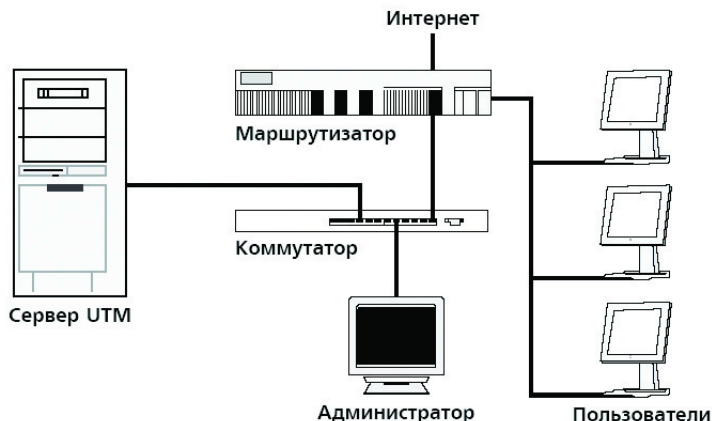 Интернет
Маршрутизатор
Коммутатор
Сервер UTM
Администратор
Пользователи